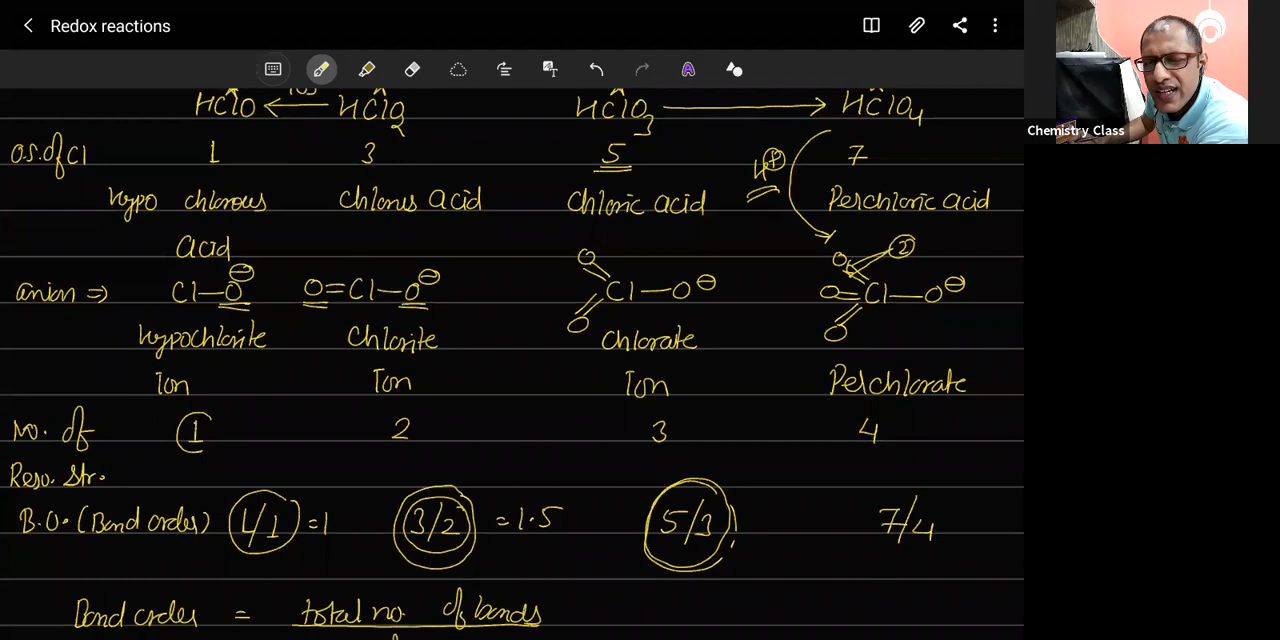 Redox reactions
HClO ← HClO2 HClO3 → HClO4
O.S. of Cl 1 3 5 7
H⊕
Hypo chlorous Chlorus acid Chloric acid Perchloric acid
acid
2
anion ⇒ Cl—O⊖ O=Cl—O⊖ O O Cl—O⊖ O O=Cl—O⊖ O
Hypochlorite Chlorite Chlorate
Ion Ion Ion Perchlorate
No. of 1 2 3 4
Reso. Str.
B.O. (Bond order) 1/1 = 1 3/2 = 1.5 5/3 7/4
Bond order = total no. of bonds
Chemistry Class